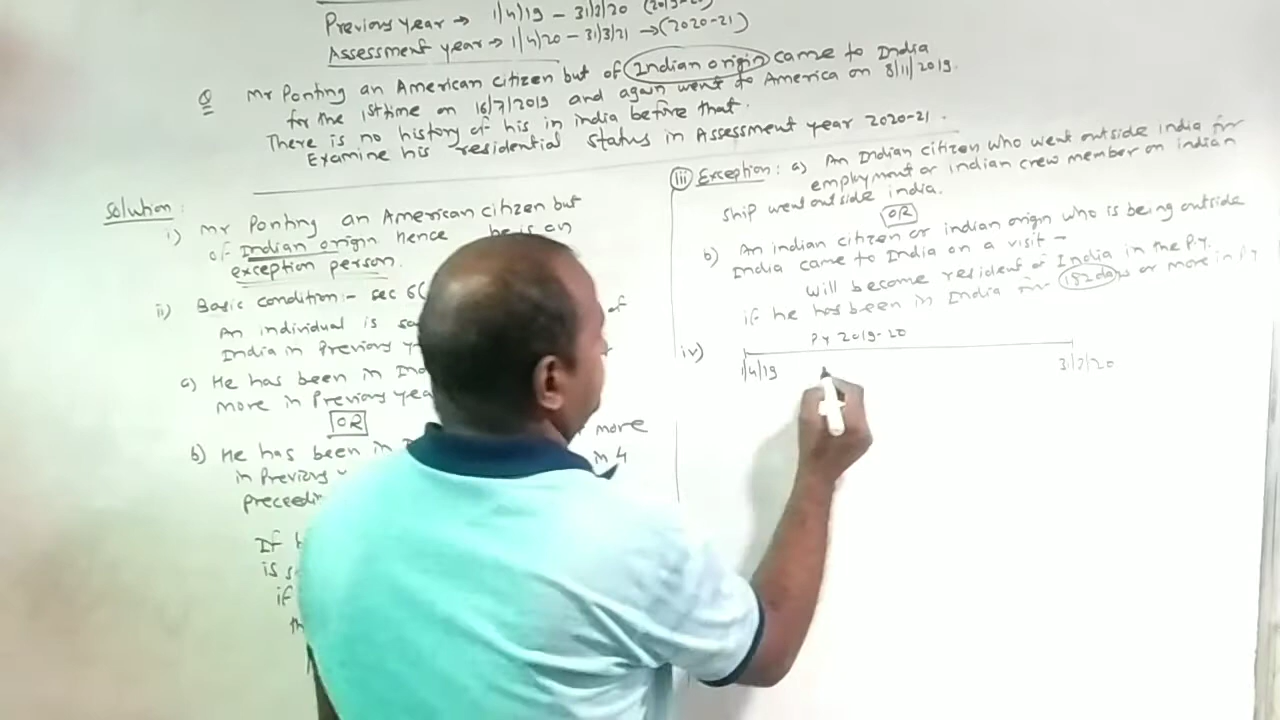 Previous year → 1/4/19 - 31/3/20 (2019-20)
Assessment year → 1/4/20 - 31/3/21 → (2020-21)
Q Mr Ponting an American citizen but of Indian origin came to India
for the 1st time on 16/7/2019 and again went to America on 8/11/2019.
There is no history of his in india before that.
Examine his residential status in Assessment year 2020-21.
Solution:
i) Mr Ponting an American citizen but
of Indian origin hence he is an
exception person.
ii) Basic condition:- sec 6(
An individual is of
India in Previous
a) He has been in
more in Previous
OR
b) He has been in more
in Previous in 4
If
is
if
iii) Exception: a) An Indian citizen who went outside india for
employment or indian crew member on indian
ship went outside india.
OR
b) An indian citizen or indian origin who is being outside
India came to India on a visit -
will become resident of India in the P.Y.
if he has been in India for 182 days or more in P.Y
iv) P.Y 2019-20
1/4/19 31/3/20